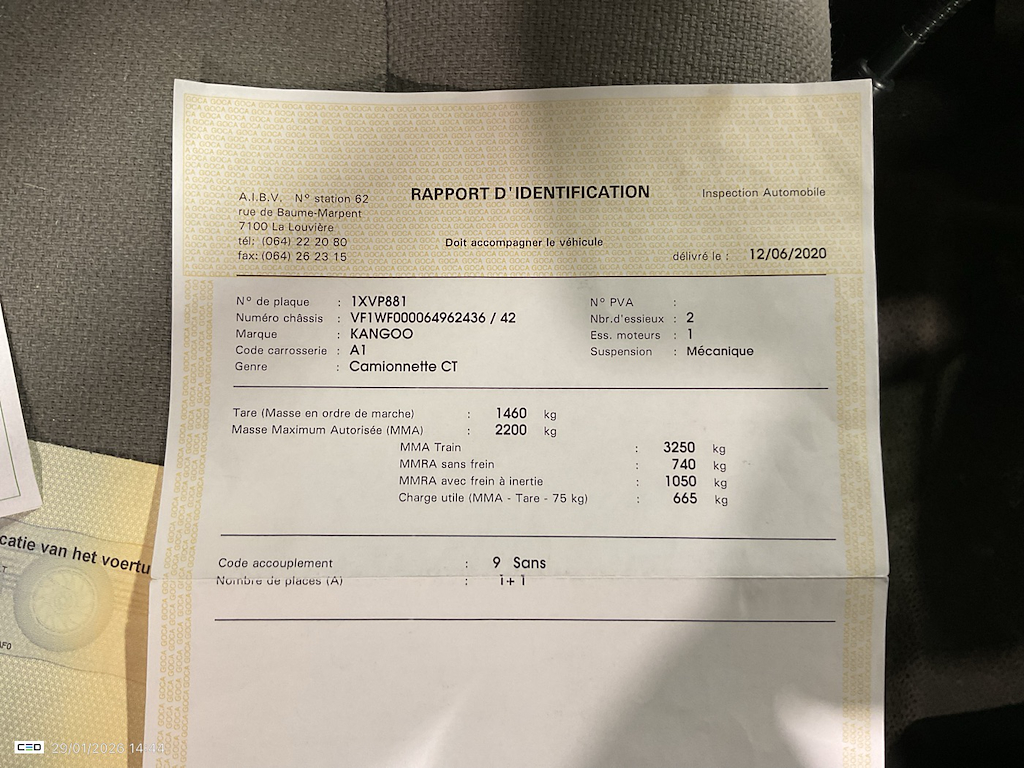 A.I.B.V. N° station 62
rue de Baume-Marpent
7100 La Louvière
tél: (064) 22 20 80
fax: (064) 26 23 15
RAPPORT D'IDENTIFICATION
Doit accompagner le véhicule
Inspection Automobile
délivré le : 12/06/2020
N° de plaque : 1XVP881
Numéro châssis : VF1WF000064962436 / 42
Marque : KANGOO
Code carrosserie : A1
Genre : Camionnette CT
N° PVA :
Nbr.d'essieux : 2
Ess. moteurs : 1
Suspension : Mécanique
Tare (Masse en ordre de marche) : 1460 kg
Masse Maximum Autorisée (MMA) : 2200 kg
MMA Train : 3250 kg
MMRA sans frein : 740 kg
MMRA avec frein à inertie : 1050 kg
Charge utile (MMA - Tare - 75 kg) : 665 kg
Code accouplement : 9 Sans
Nombre de places (A) : 1+1
catie van het voertu
CEO 29/01/2026 14:44